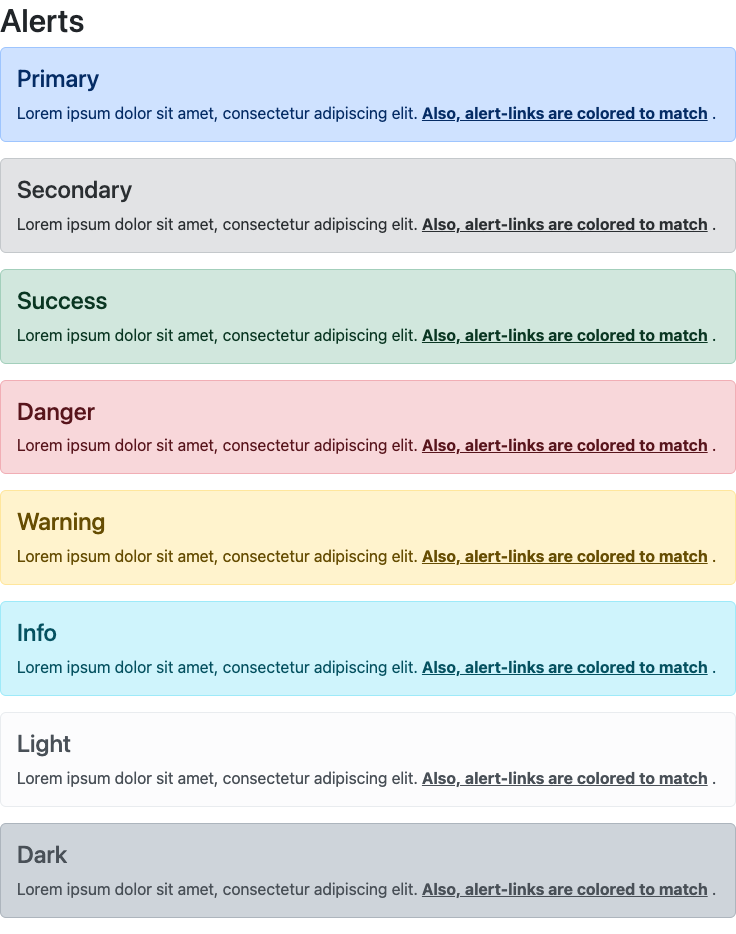 Alerts
Primary
Lorem ipsum dolor sit amet, consectetur adipiscing elit. Also, alert-links are colored to match .
Secondary
Lorem ipsum dolor sit amet, consectetur adipiscing elit. Also, alert-links are colored to match .
Success
Lorem ipsum dolor sit amet, consectetur adipiscing elit. Also, alert-links are colored to match .
Danger
Lorem ipsum dolor sit amet, consectetur adipiscing elit. Also, alert-links are colored to match .
Warning
Lorem ipsum dolor sit amet, consectetur adipiscing elit. Also, alert-links are colored to match .
Info
Lorem ipsum dolor sit amet, consectetur adipiscing elit. Also, alert-links are colored to match .
Light
Lorem ipsum dolor sit amet, consectetur adipiscing elit. Also, alert-links are colored to match .
Dark
Lorem ipsum dolor sit amet, consectetur adipiscing elit. Also, alert-links are colored to match .